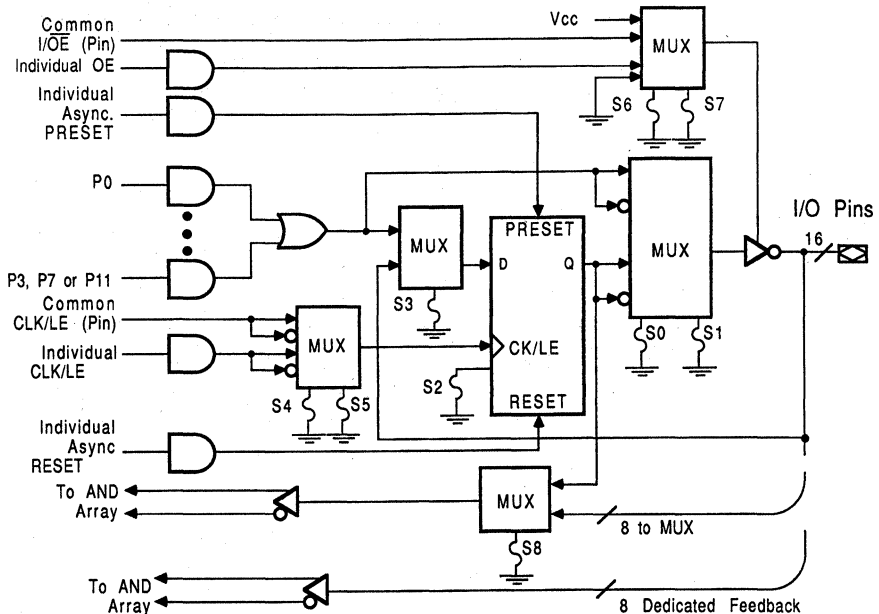 Common
I/OE (Pin)
Vcc
MUX
Individual OE
Individual
Async.
PRESET
S6
S7
P0
I/O Pins
16
MUX
PRESET
MUX
D
Q
P3, P7 or P11
Common
CLK/LE (Pin)
S3
S0
S1
MUX
CK/LE
Individual
CLK/LE
S2
S4
S5
RESET
Individual
Async
RESET
To AND
Array
MUX
8 to MUX
S8
To AND
Array
8 Dedicated Feedback